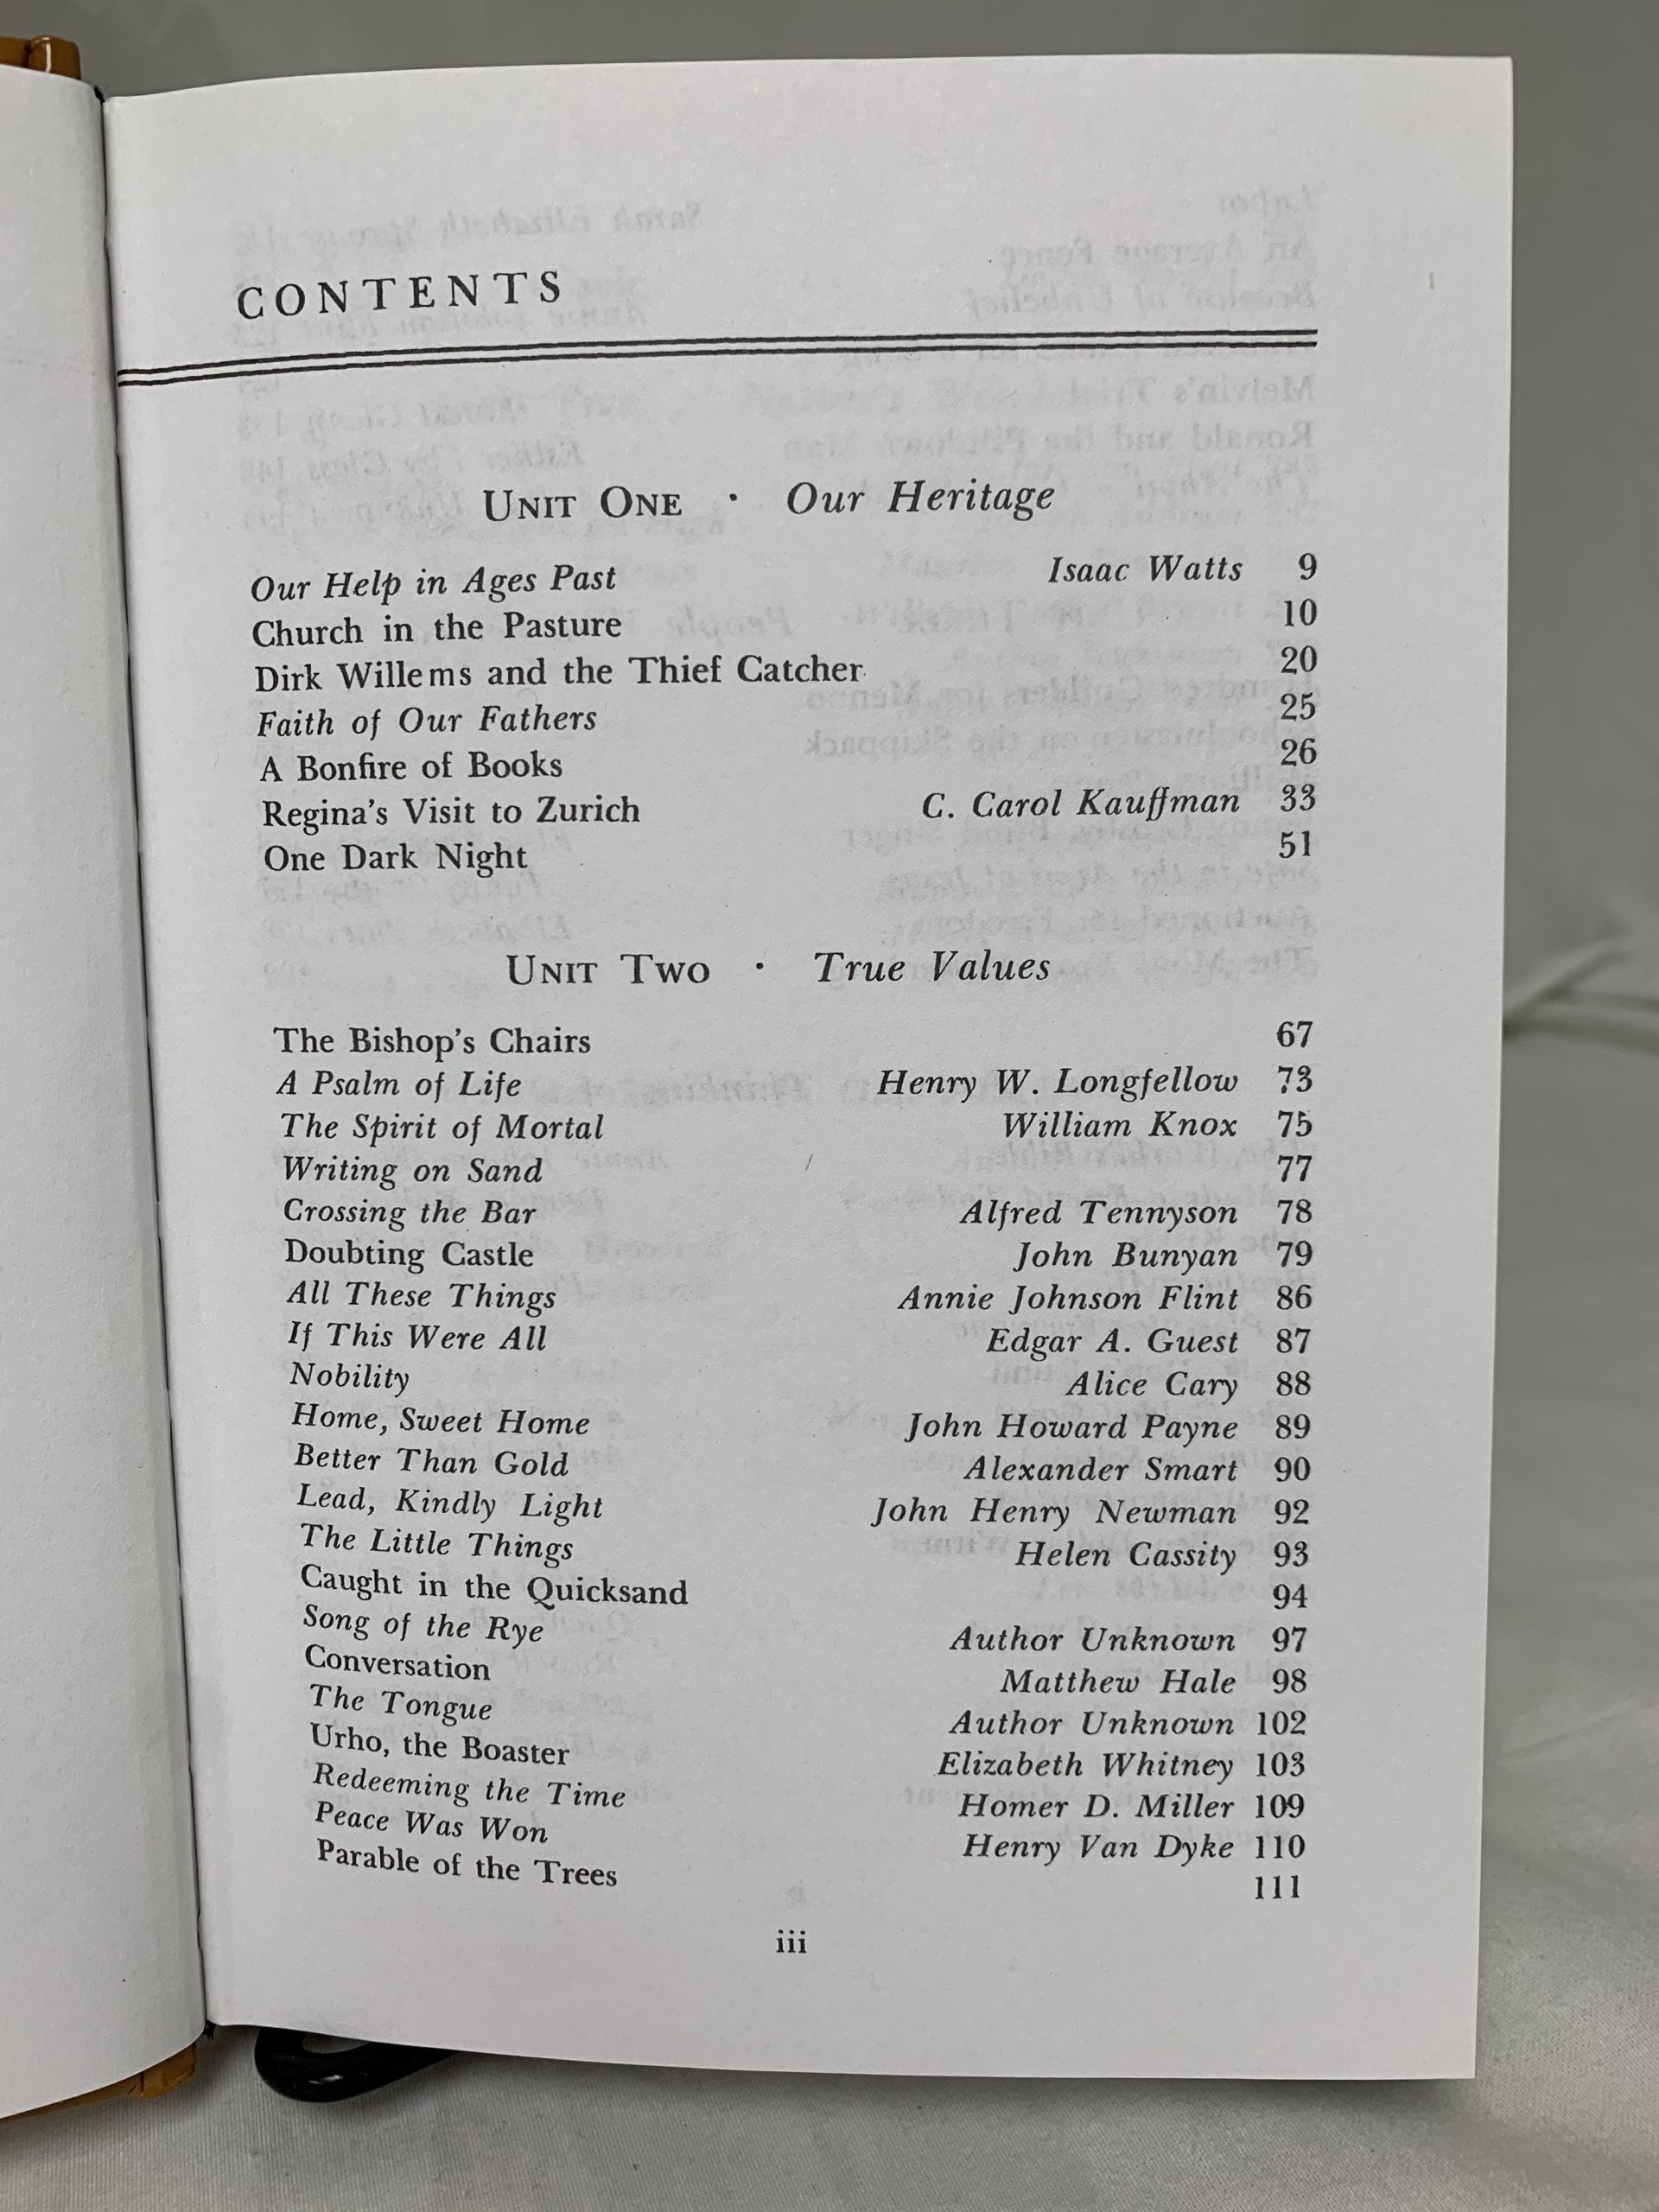 CONTENTS
UNIT ONE · Our Heritage
Our Help in Ages Past Isaac Watts 9
Church in the Pasture 10
Dirk Willems and the Thief Catcher 20
Faith of Our Fathers 25
A Bonfire of Books 26
Regina's Visit to Zurich C. Carol Kauffman 33
One Dark Night 51
UNIT TWO · True Values
The Bishop's Chairs 67
A Psalm of Life Henry W. Longfellow 73
The Spirit of Mortal William Knox 75
Writing on Sand 77
Crossing the Bar Alfred Tennyson 78
Doubting Castle John Bunyan 79
All These Things Annie Johnson Flint 86
If This Were All Edgar A. Guest 87
Nobility Alice Cary 88
Home, Sweet Home John Howard Payne 89
Better Than Gold Alexander Smart 90
Lead, Kindly Light John Henry Newman 92
The Little Things Helen Cassity 93
Caught in the Quicksand 94
Song of the Rye Author Unknown 97
Conversation Matthew Hale 98
The Tongue Author Unknown 102
Urho, the Boaster Elizabeth Whitney 103
Redeeming the Time Homer D. Miller 109
Peace Was Won Henry Van Dyke 110
Parable of the Trees 111
iii